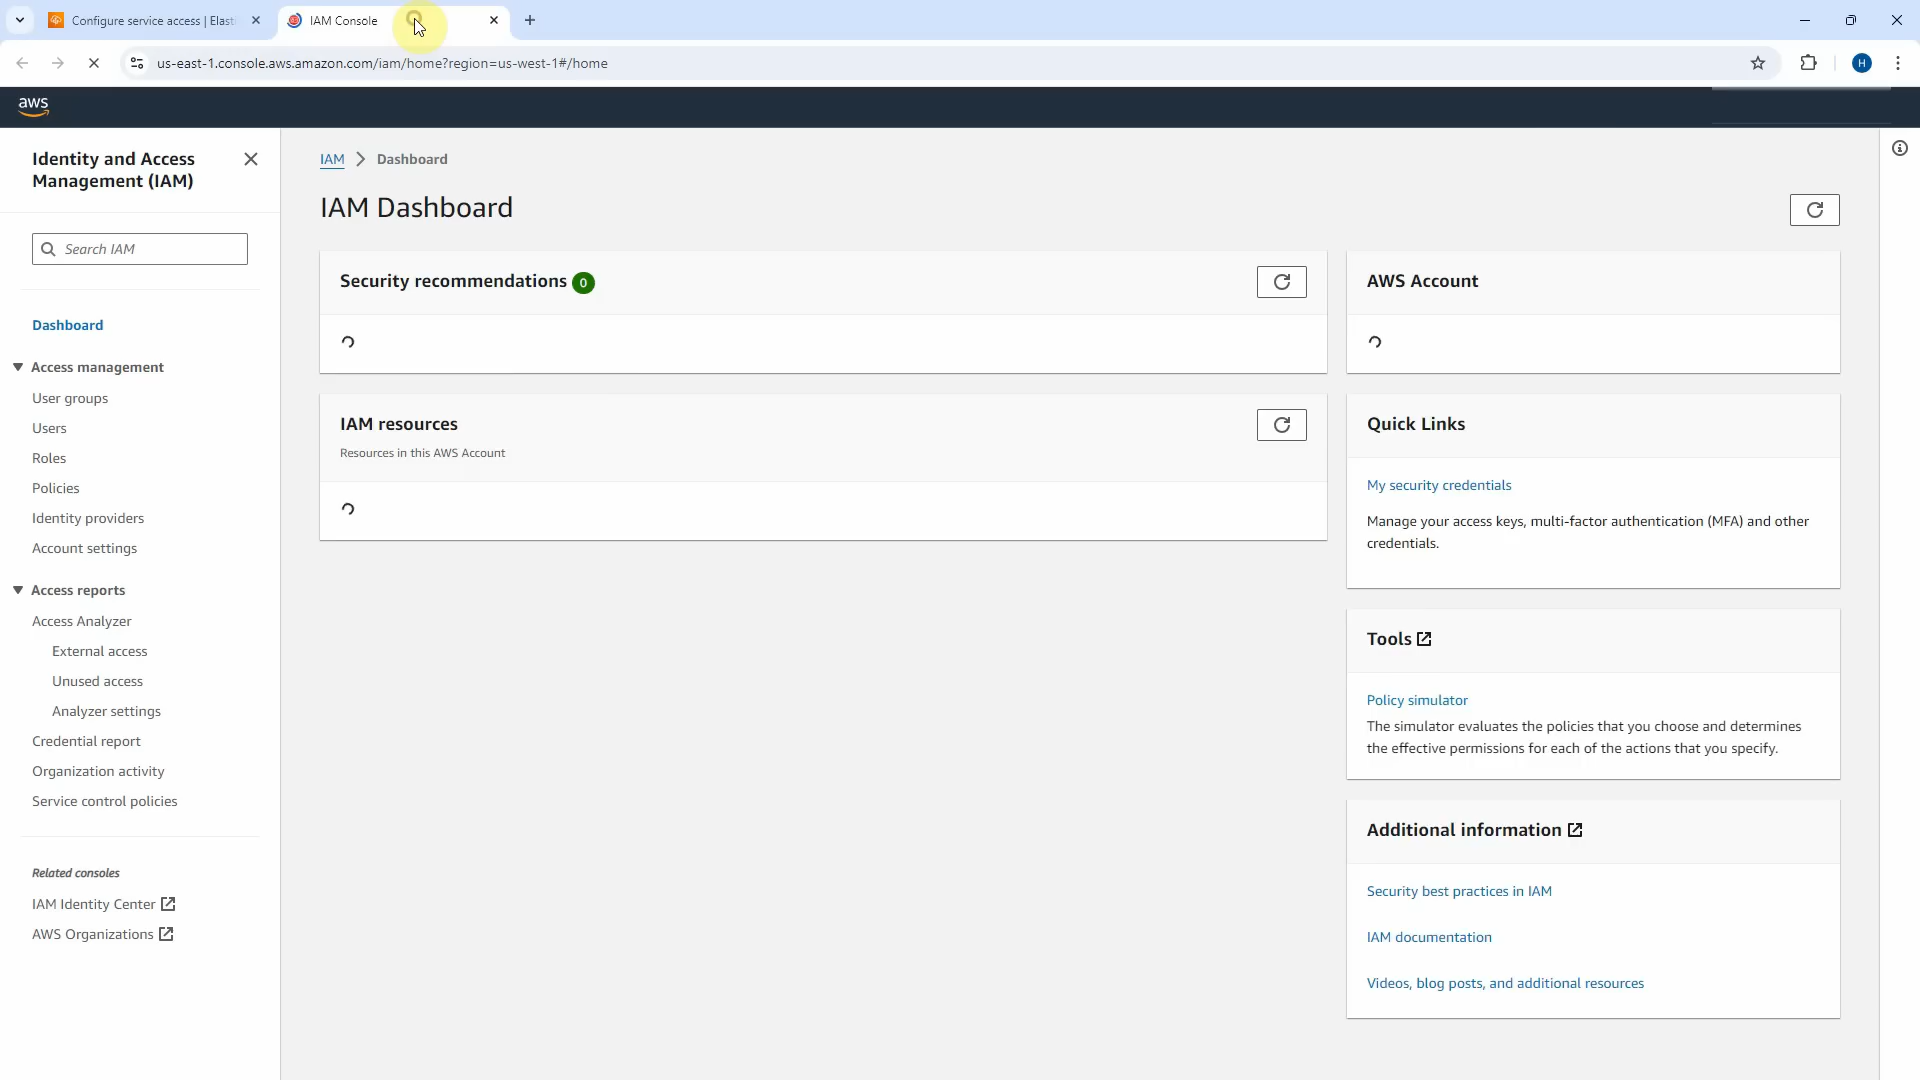 Configure service access | Elasti
IAM Console
us-east-1.console.aws.amazon.com/iam/home?region=us-west-1#/home
H
aws
Identity and Access
Management (IAM)
Search IAM
Dashboard
Access management
User groups
Users
Roles
Policies
Identity providers
Account settings
Access reports
Access Analyzer
External access
Unused access
Analyzer settings
Credential report
Organization activity
Service control policies
Related consoles
IAM Identity Center
AWS Organizations
IAM > Dashboard
IAM Dashboard
Security recommendations 0
IAM resources
Resources in this AWS Account
AWS Account
Quick Links
My security credentials
Manage your access keys, multi-factor authentication (MFA) and other
credentials.
Tools
Policy simulator
The simulator evaluates the policies that you choose and determines
the effective permissions for each of the actions that you specify.
Additional information
Security best practices in IAM
IAM documentation
Videos, blog posts, and additional resources